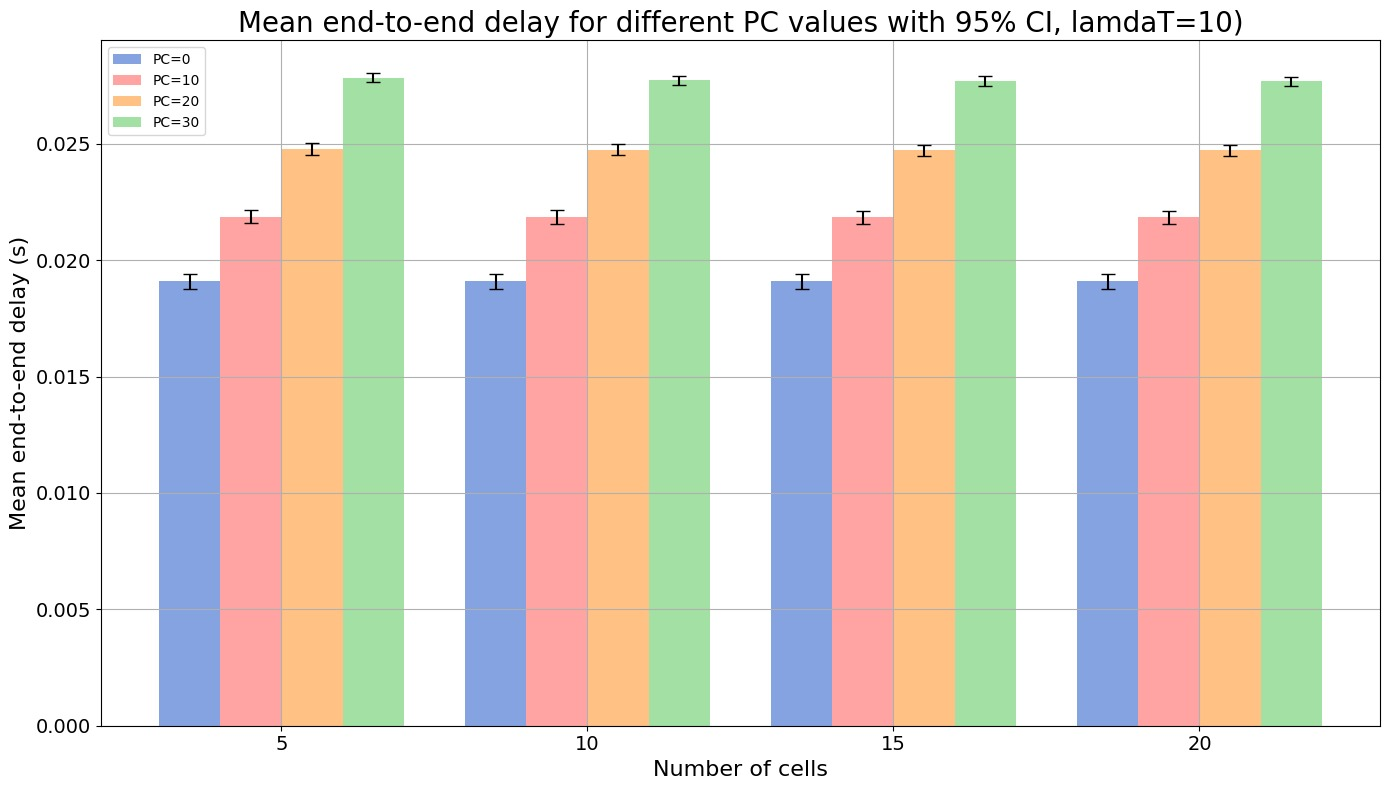 Mean end-to-end delay for different PC values with 95% CI, lamdaT=10)
PC=0
PC=10
PC=20
PC=30
Mean end-to-end delay (s)
0.025
0.020
0.015
0.010
0.005
0.000
5
10
15
20
Number of cells